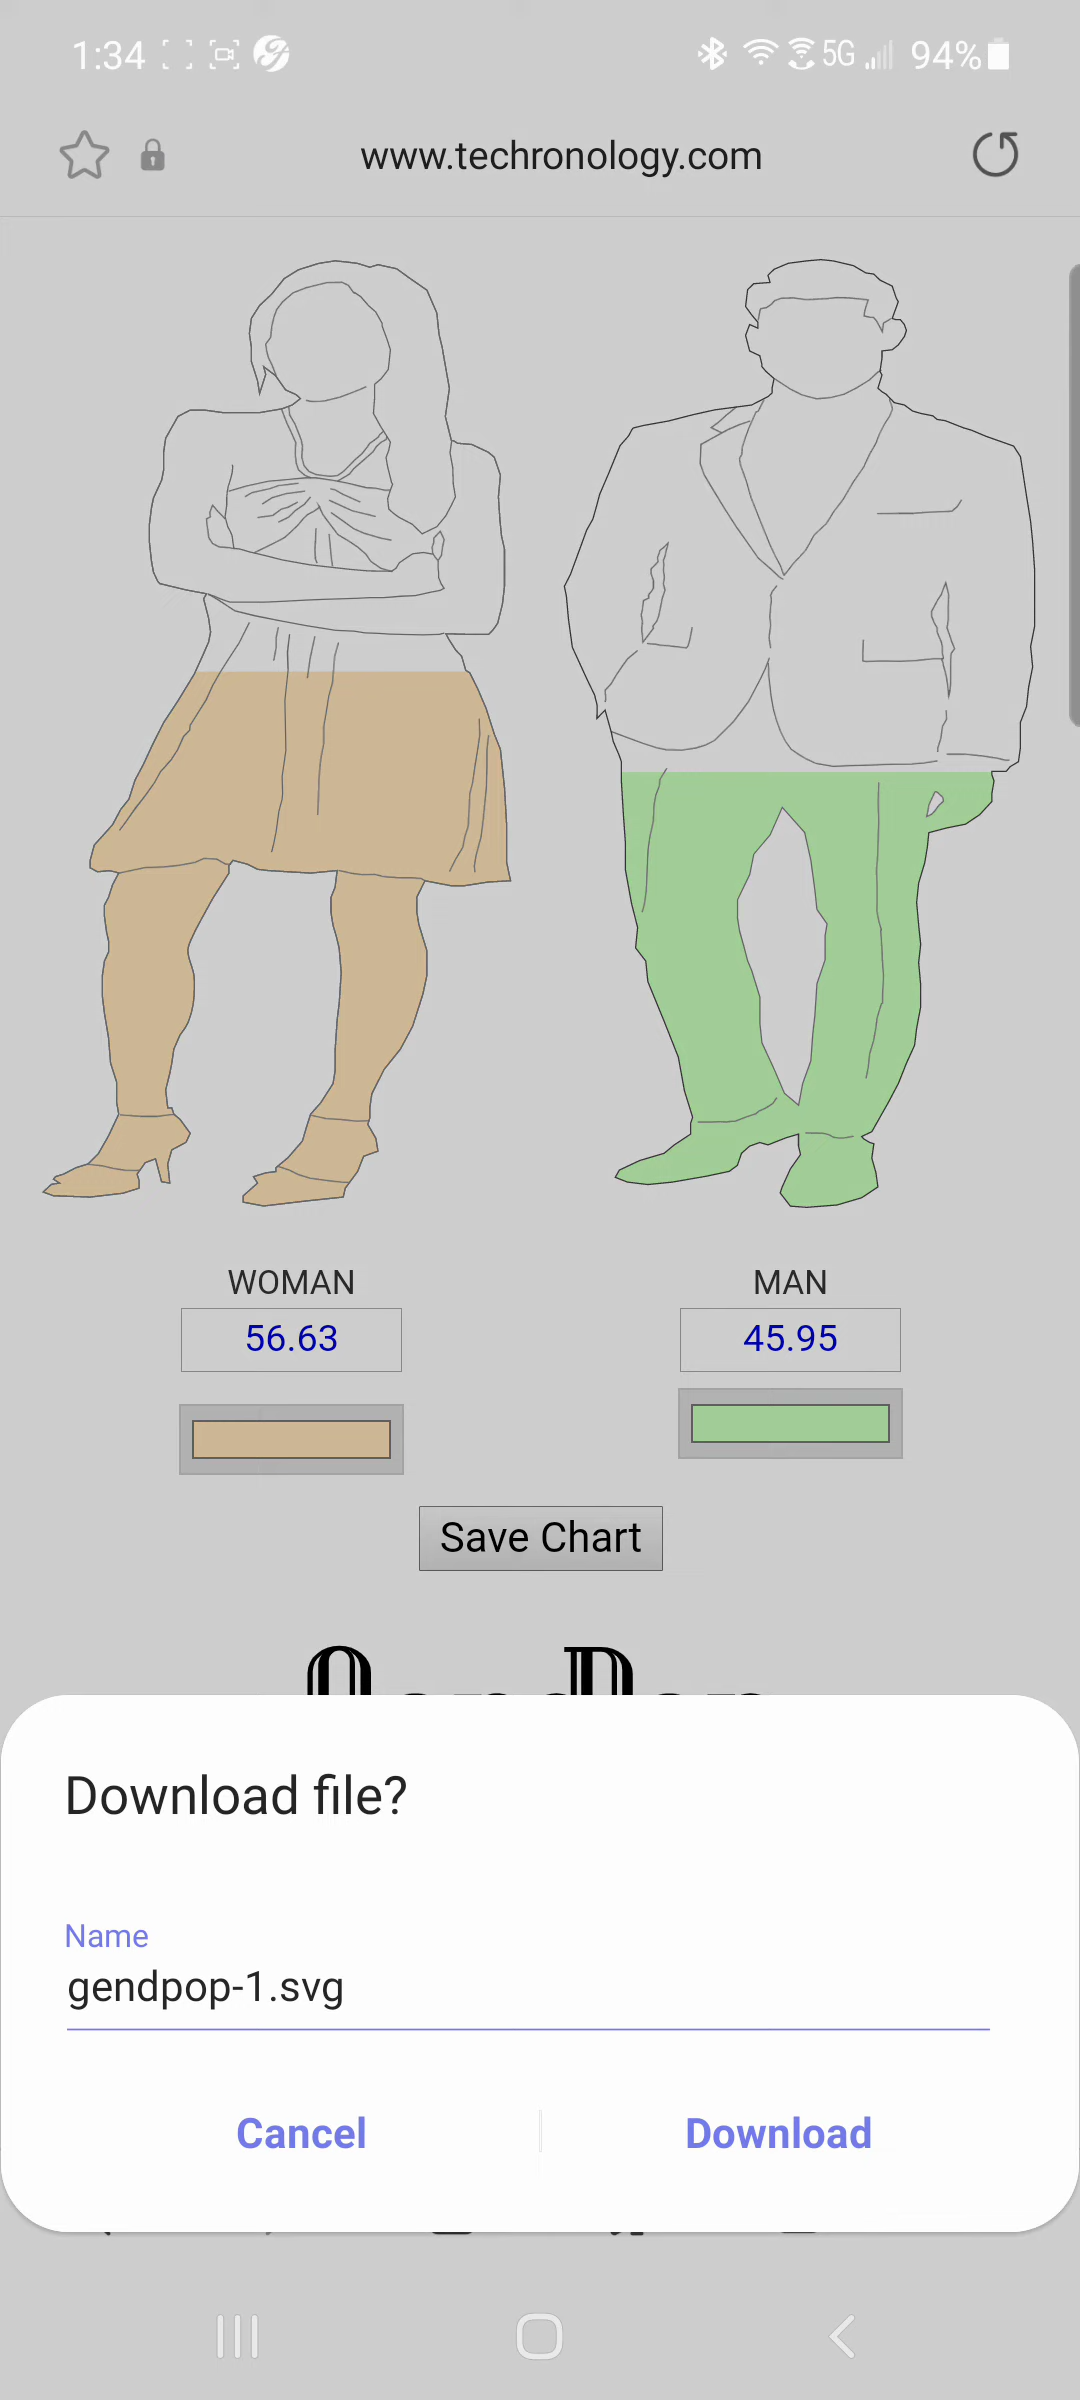 1:34 5G 94%
www.techronology.com
WOMAN MAN
56.63 45.95
Save Chart
Download file?
Name
gendpop-1.svg
Cancel Download